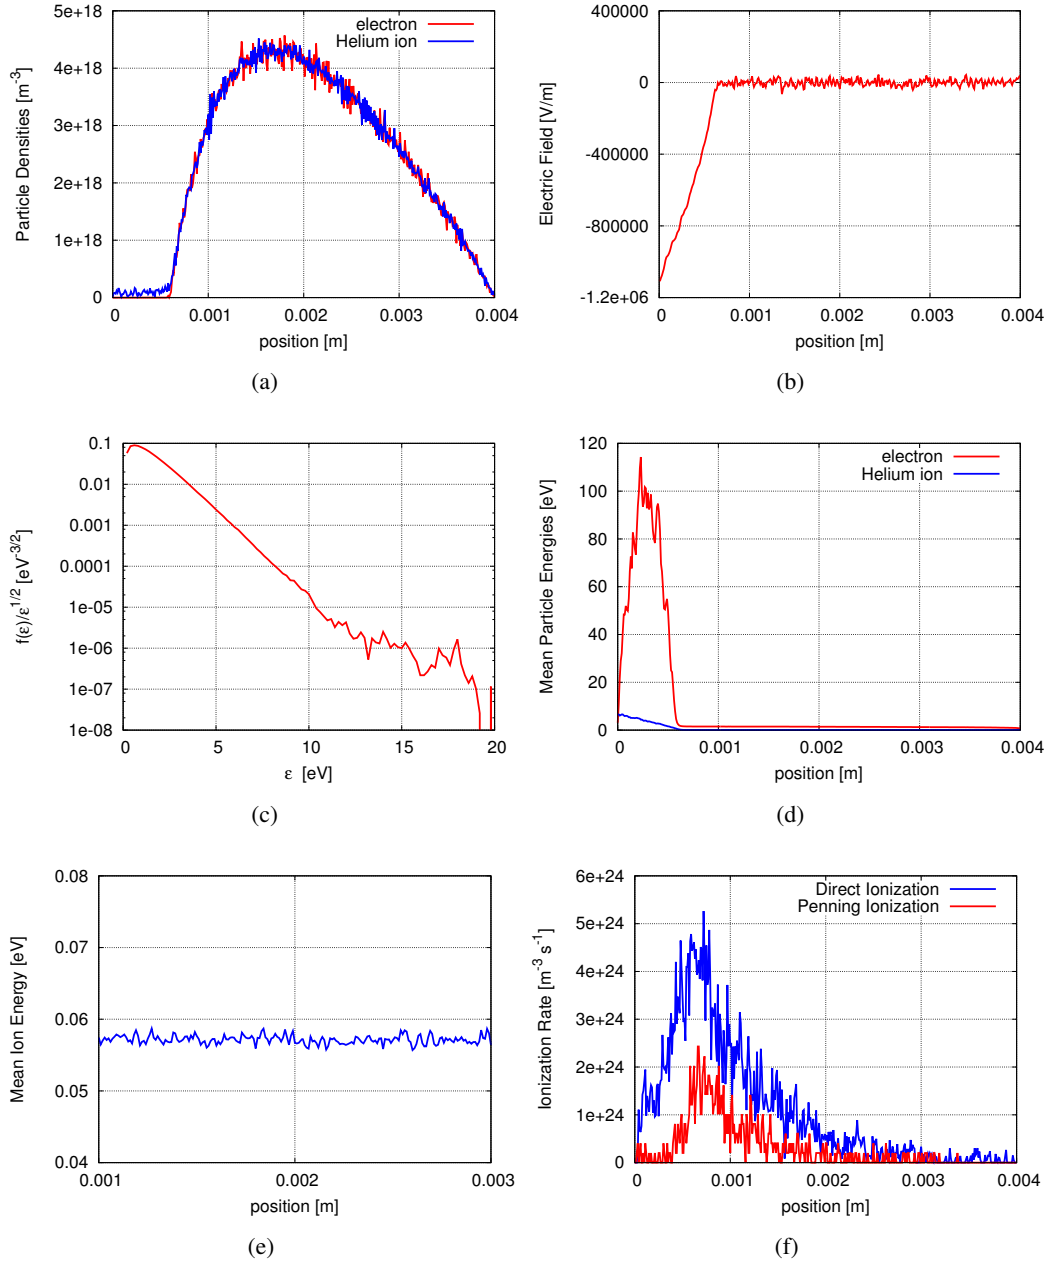 5e+18
4e+18
3e+18
2e+18
1e+18
0
0 0.001 0.002 0.003 0.004
Particle Densities [m⁻³]
position [m]
electron
Helium ion
(a)
400000
0
-400000
-800000
-1.2e+06
0 0.001 0.002 0.003 0.004
Electric Field [V/m]
position [m]
(b)
0.1
0.01
0.001
0.0001
1e-05
1e-06
1e-07
1e-08
0 5 10 15 20
f(ε)/ε^1/2 [eV^-3/2]
ε [eV]
(c)
120
100
80
60
40
20
0
0 0.001 0.002 0.003 0.004
Mean Particle Energies [eV]
position [m]
electron
Helium ion
(d)
0.08
0.07
0.06
0.05
0.04
0.001 0.002 0.003
Mean Ion Energy [eV]
position [m]
(e)
6e+24
5e+24
4e+24
3e+24
2e+24
1e+24
0
0 0.001 0.002 0.003 0.004
Ionization Rate [m⁻³ s⁻¹]
position [m]
Direct Ionization
Penning Ionization
(f)